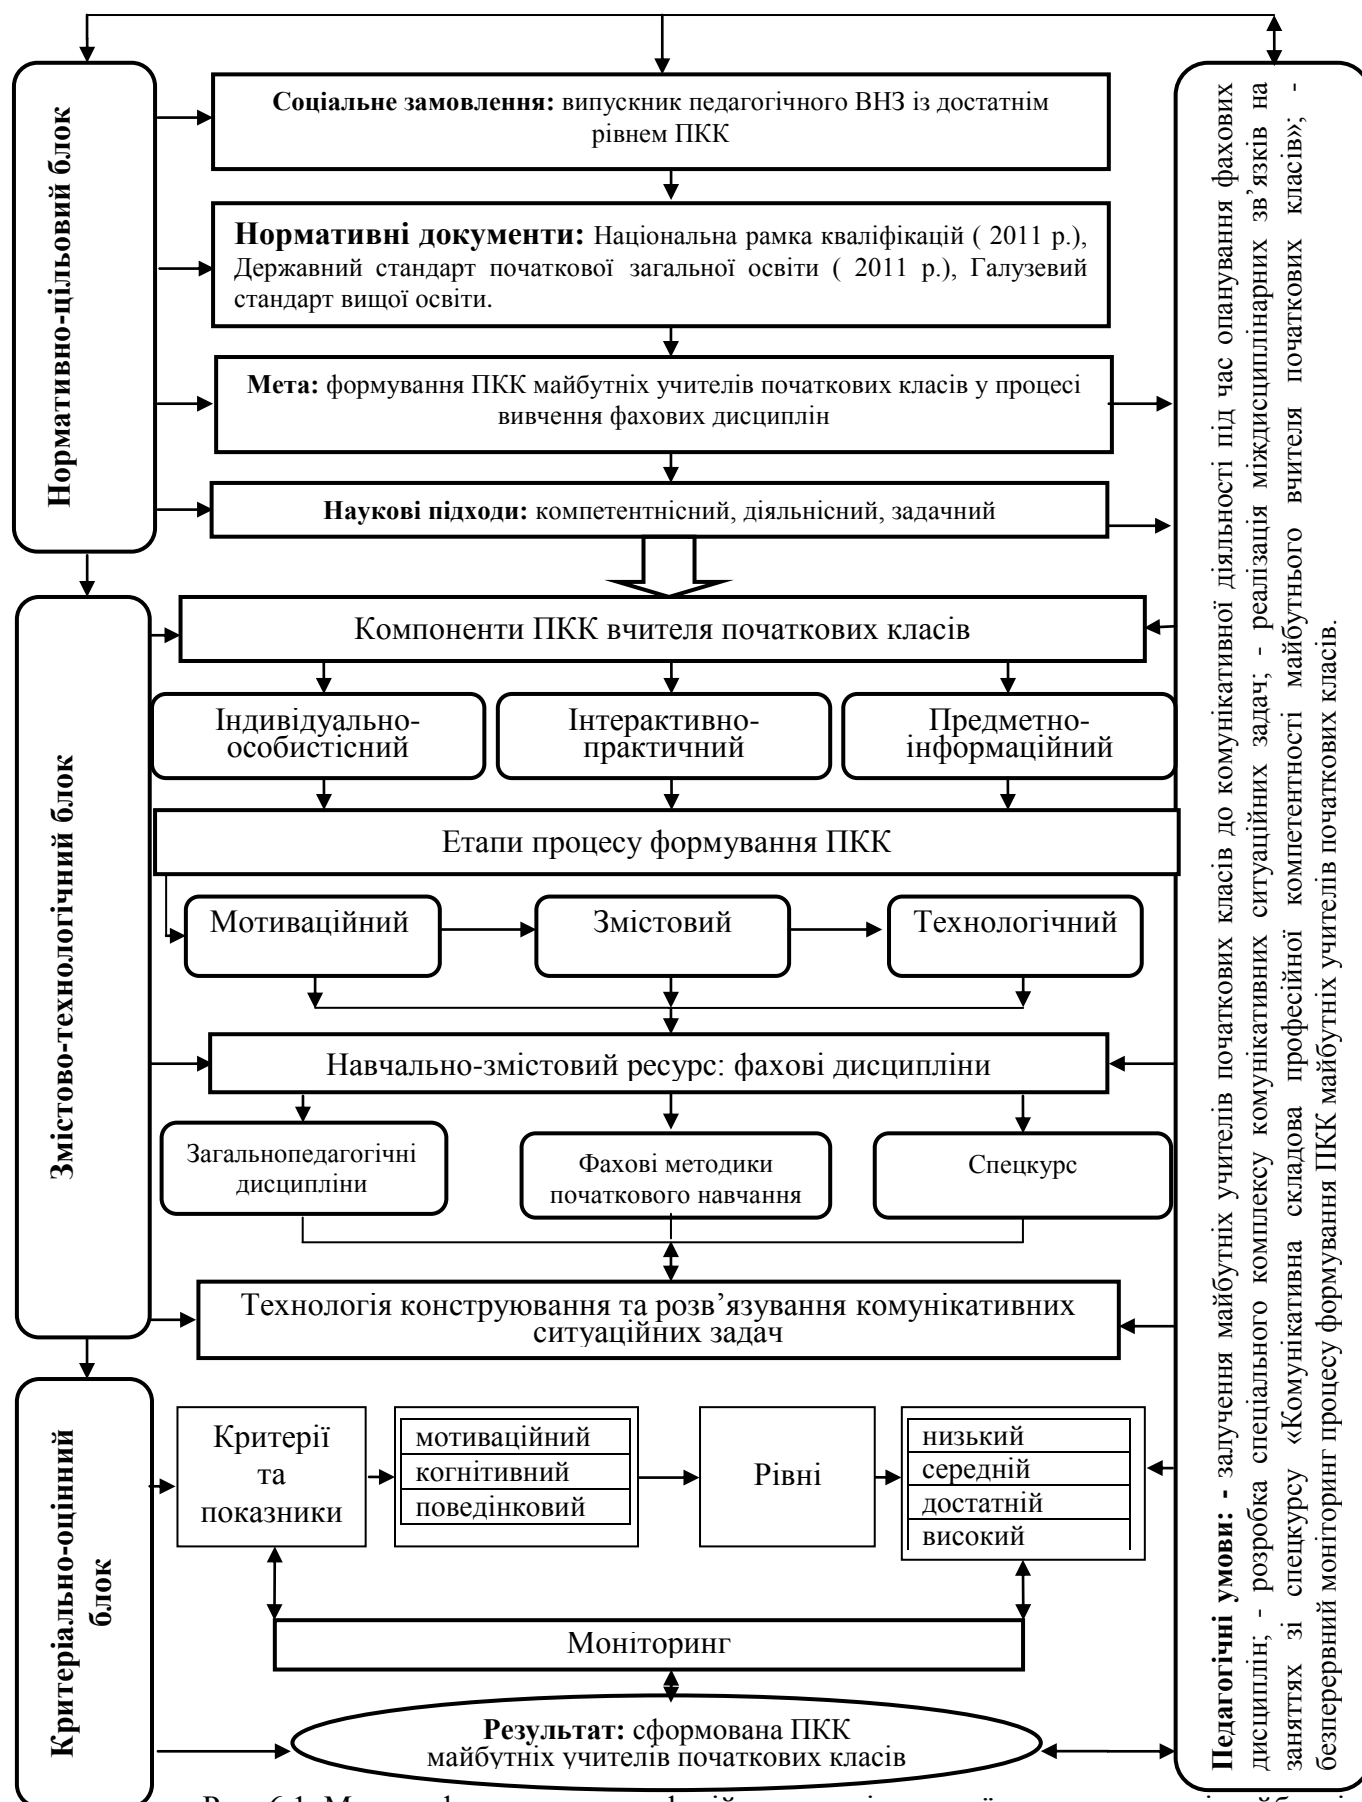 Нормативно-цільовий блок
Соціальне замовлення: випускник педагогічного ВНЗ із достатнім
рівнем ПКК
Нормативні документи: Національна рамка кваліфікацій ( 2011 р.),
Державний стандарт початкової загальної освіти ( 2011 р.), Галузевий
стандарт вищої освіти.
Мета: формування ПКК майбутніх учителів початкових класів у процесі
вивчення фахових дисциплін
Наукові підходи: компетентнісний, діяльнісний, задачний
Змістово-технологічний блок
Компоненти ПКК вчителя початкових класів
Індивідуально-
особистісний
Інтерактивно-
практичний
Предметно-
інформаційний
Етапи процесу формування ПКК
Мотиваційний
Змістовий
Технологічний
Навчально-змістовий ресурс: фахові дисципліни
Загальнопедагогічні
дисципліни
Фахові методики
початкового навчання
Спецкурс
Технологія конструювання та розв’язування комунікативних
ситуаційних задач
Критеріально-оцінний
блок
Критерії
та
показники
мотиваційний
когнітивний
поведінковий
Рівні
низький
середній
достатній
високий
Моніторинг
Результат: сформована ПКК
майбутніх учителів початкових класів
Педагогічні умови: - залучення майбутніх учителів початкових класів до комунікативної діяльності під час опанування фахових
дисциплін; - розробка спеціального комплексу комунікативних ситуаційних задач; - реалізація міждисциплінарних зв’язків на
заняттях зі спецкурсу «Комунікативна складова професійної компетентності майбутнього вчителя початкових класів»; -
безперервний моніторинг процесу формування ПКК майбутніх учителів початкових класів.